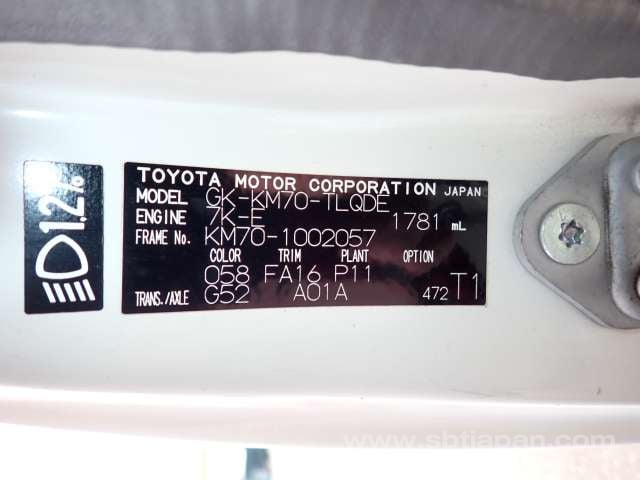 1.2%
TOYOTA MOTOR CORPORATION JAPAN
MODEL GK-KM70-TLQDE
ENGINE 7K-E 1781 mL
FRAME No. KM70-1002057
COLOR TRIM PLANT OPTION
058 FA16 P11
TRANS./AXLE G52 A01A 472 T1
www.sbtjapan.com